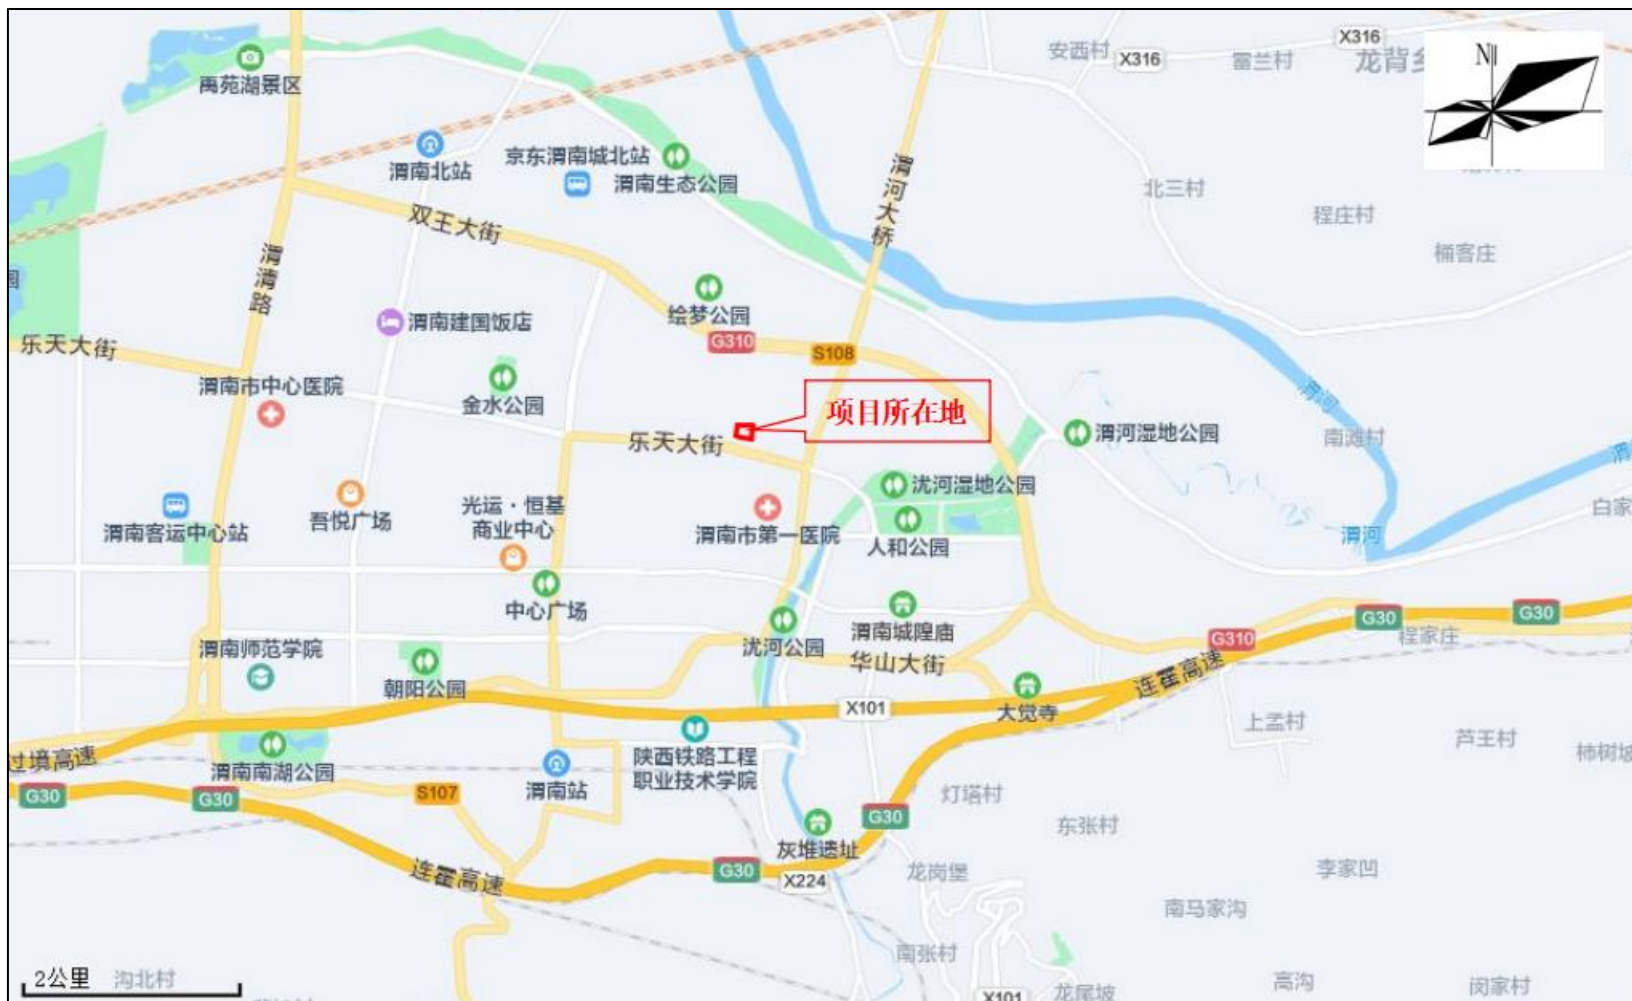 安西村
X316
X316
雷兰村
龙背乡
N
禹苑湖景区
渭南北站
京东渭南城北站
渭南生态公园
渭河大桥
北三村
程庄村
楠客庄
双王大街
渭清路
园
绘梦公园
渭南建国饭店
乐天大街
G310
S108
渭南市中心医院
金水公园
项目所在地
渭河
乐天大街
渭河湿地公园
南滩村
渭
洸河湿地公园
光运·恒基
商业中心
吾悦广场
渭南客运中心站
渭南市第一医院
人和公园
渭河
白家
中心广场
渭南城隍庙
G30
G30
渭南师范学院
洸河公园
华山大街
G310
程家庄
朝阳公园
连霍高速
X101
大觉寺
上孟村
芦王村
柿树坡
过境高速
渭南南湖公园
陕西铁路工程
职业技术学院
渭南站
G30
G30
S107
灯塔村
G30
东张村
灰堆遗址
连霍高速
G30
X224
龙岗堡
李家凹
南马家沟
南张村
2公里
沟北村
X101
龙尾坡
高沟
闵家村